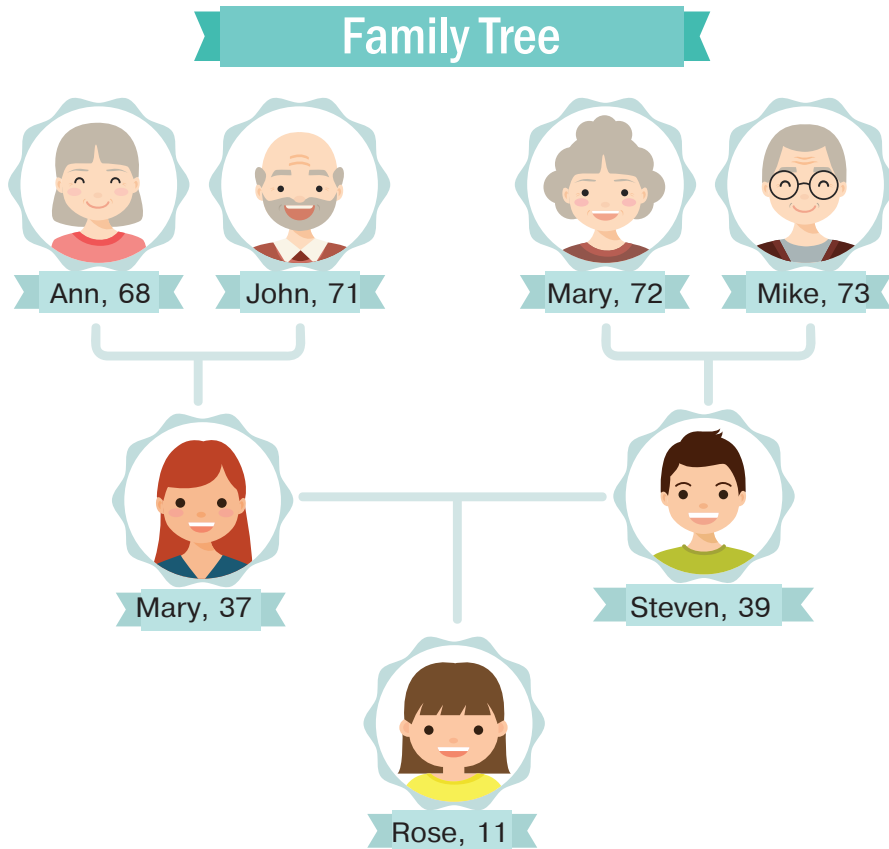 Family Tree
Ann, 68
John, 71
Mary, 72
Mike, 73
Mary, 37
Steven, 39
Rose, 11